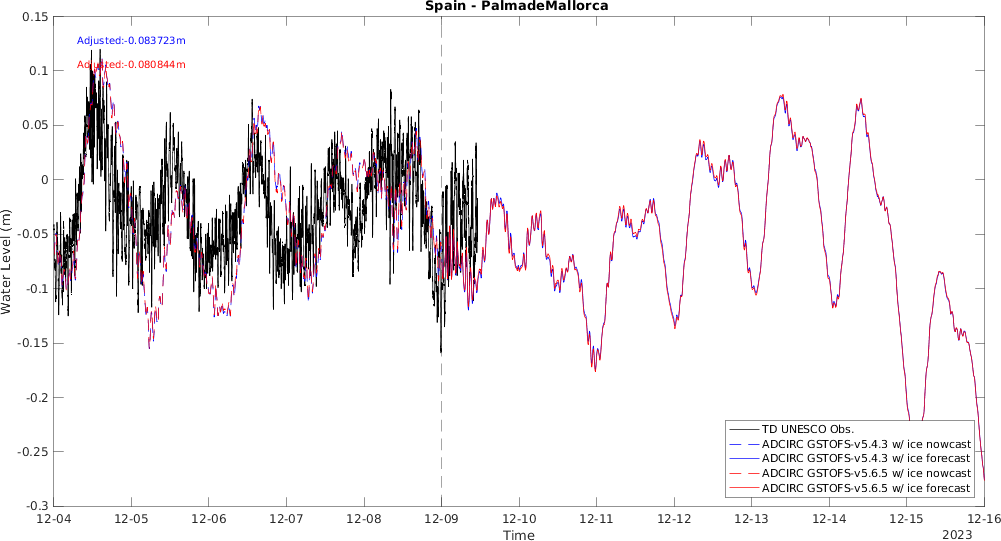 Spain - PalmadeMallorca
0.15
0.1
0.05
0
-0.05
-0.1
-0.15
-0.2
-0.25
-0.3
Water Level (m)
Adjusted:-0.083723m
Adjusted:-0.080844m
TD UNESCO Obs.
ADCIRC GSTOFS-v5.4.3 w/ ice nowcast
ADCIRC GSTOFS-v5.4.3 w/ ice forecast
ADCIRC GSTOFS-v5.6.5 w/ ice nowcast
ADCIRC GSTOFS-v5.6.5 w/ ice forecast
12-04 12-05 12-06 12-07 12-08 12-09 12-10 12-11 12-12 12-13 12-14 12-15 12-16
Time
2023